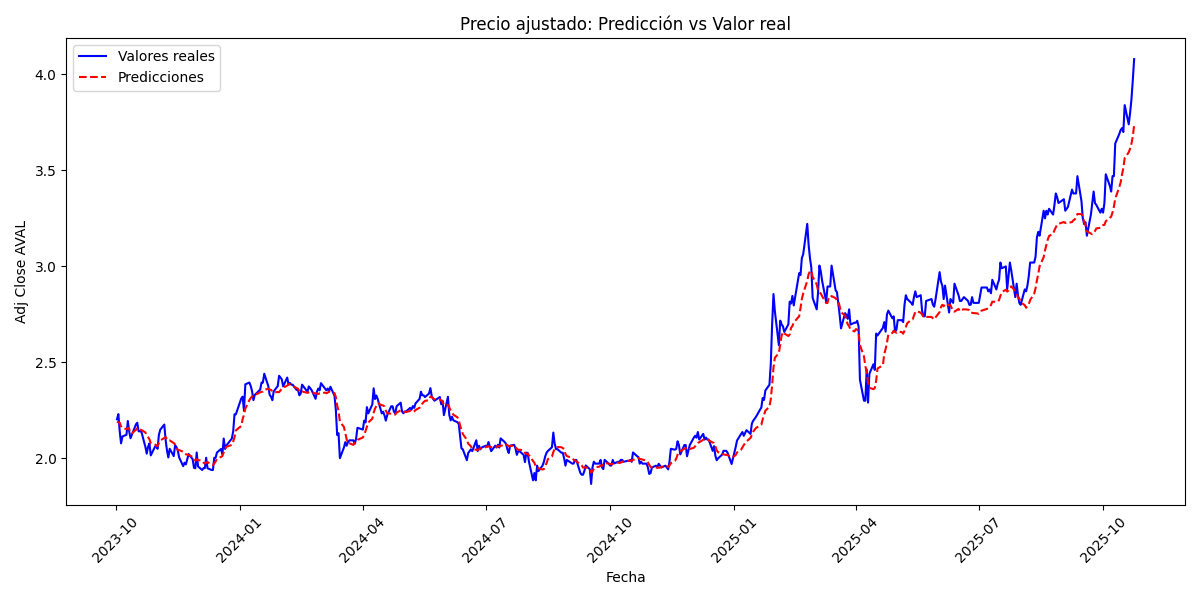 Precio ajustado: Predicción vs Valor real
Valores reales
Predicciones
Adj Close AVAL
4.0
3.5
3.0
2.5
2.0
2023-10
2024-01
2024-04
2024-07
2024-10
2025-01
2025-04
2025-07
2025-10
Fecha